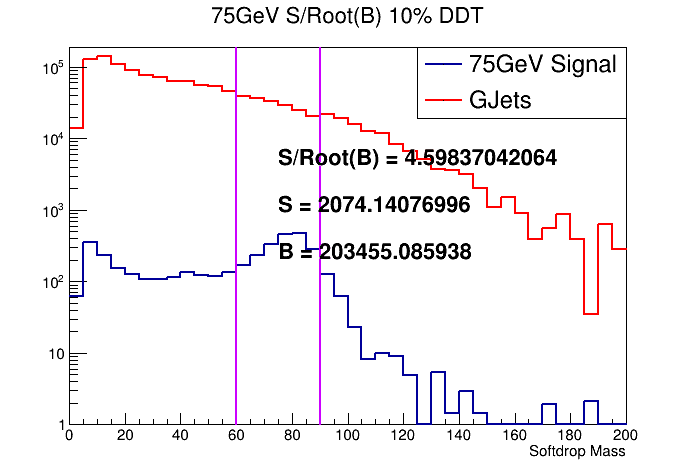 75GeV S/Root(B) 10% DDT
75GeV Signal
GJets
S/Root(B) = 4.59837042064
S = 2074.14076996
B = 203455.085938
10^5
10^4
10^3
10^2
10
1
0 20 40 60 80 100 120 140 160 180 200
Softdrop Mass